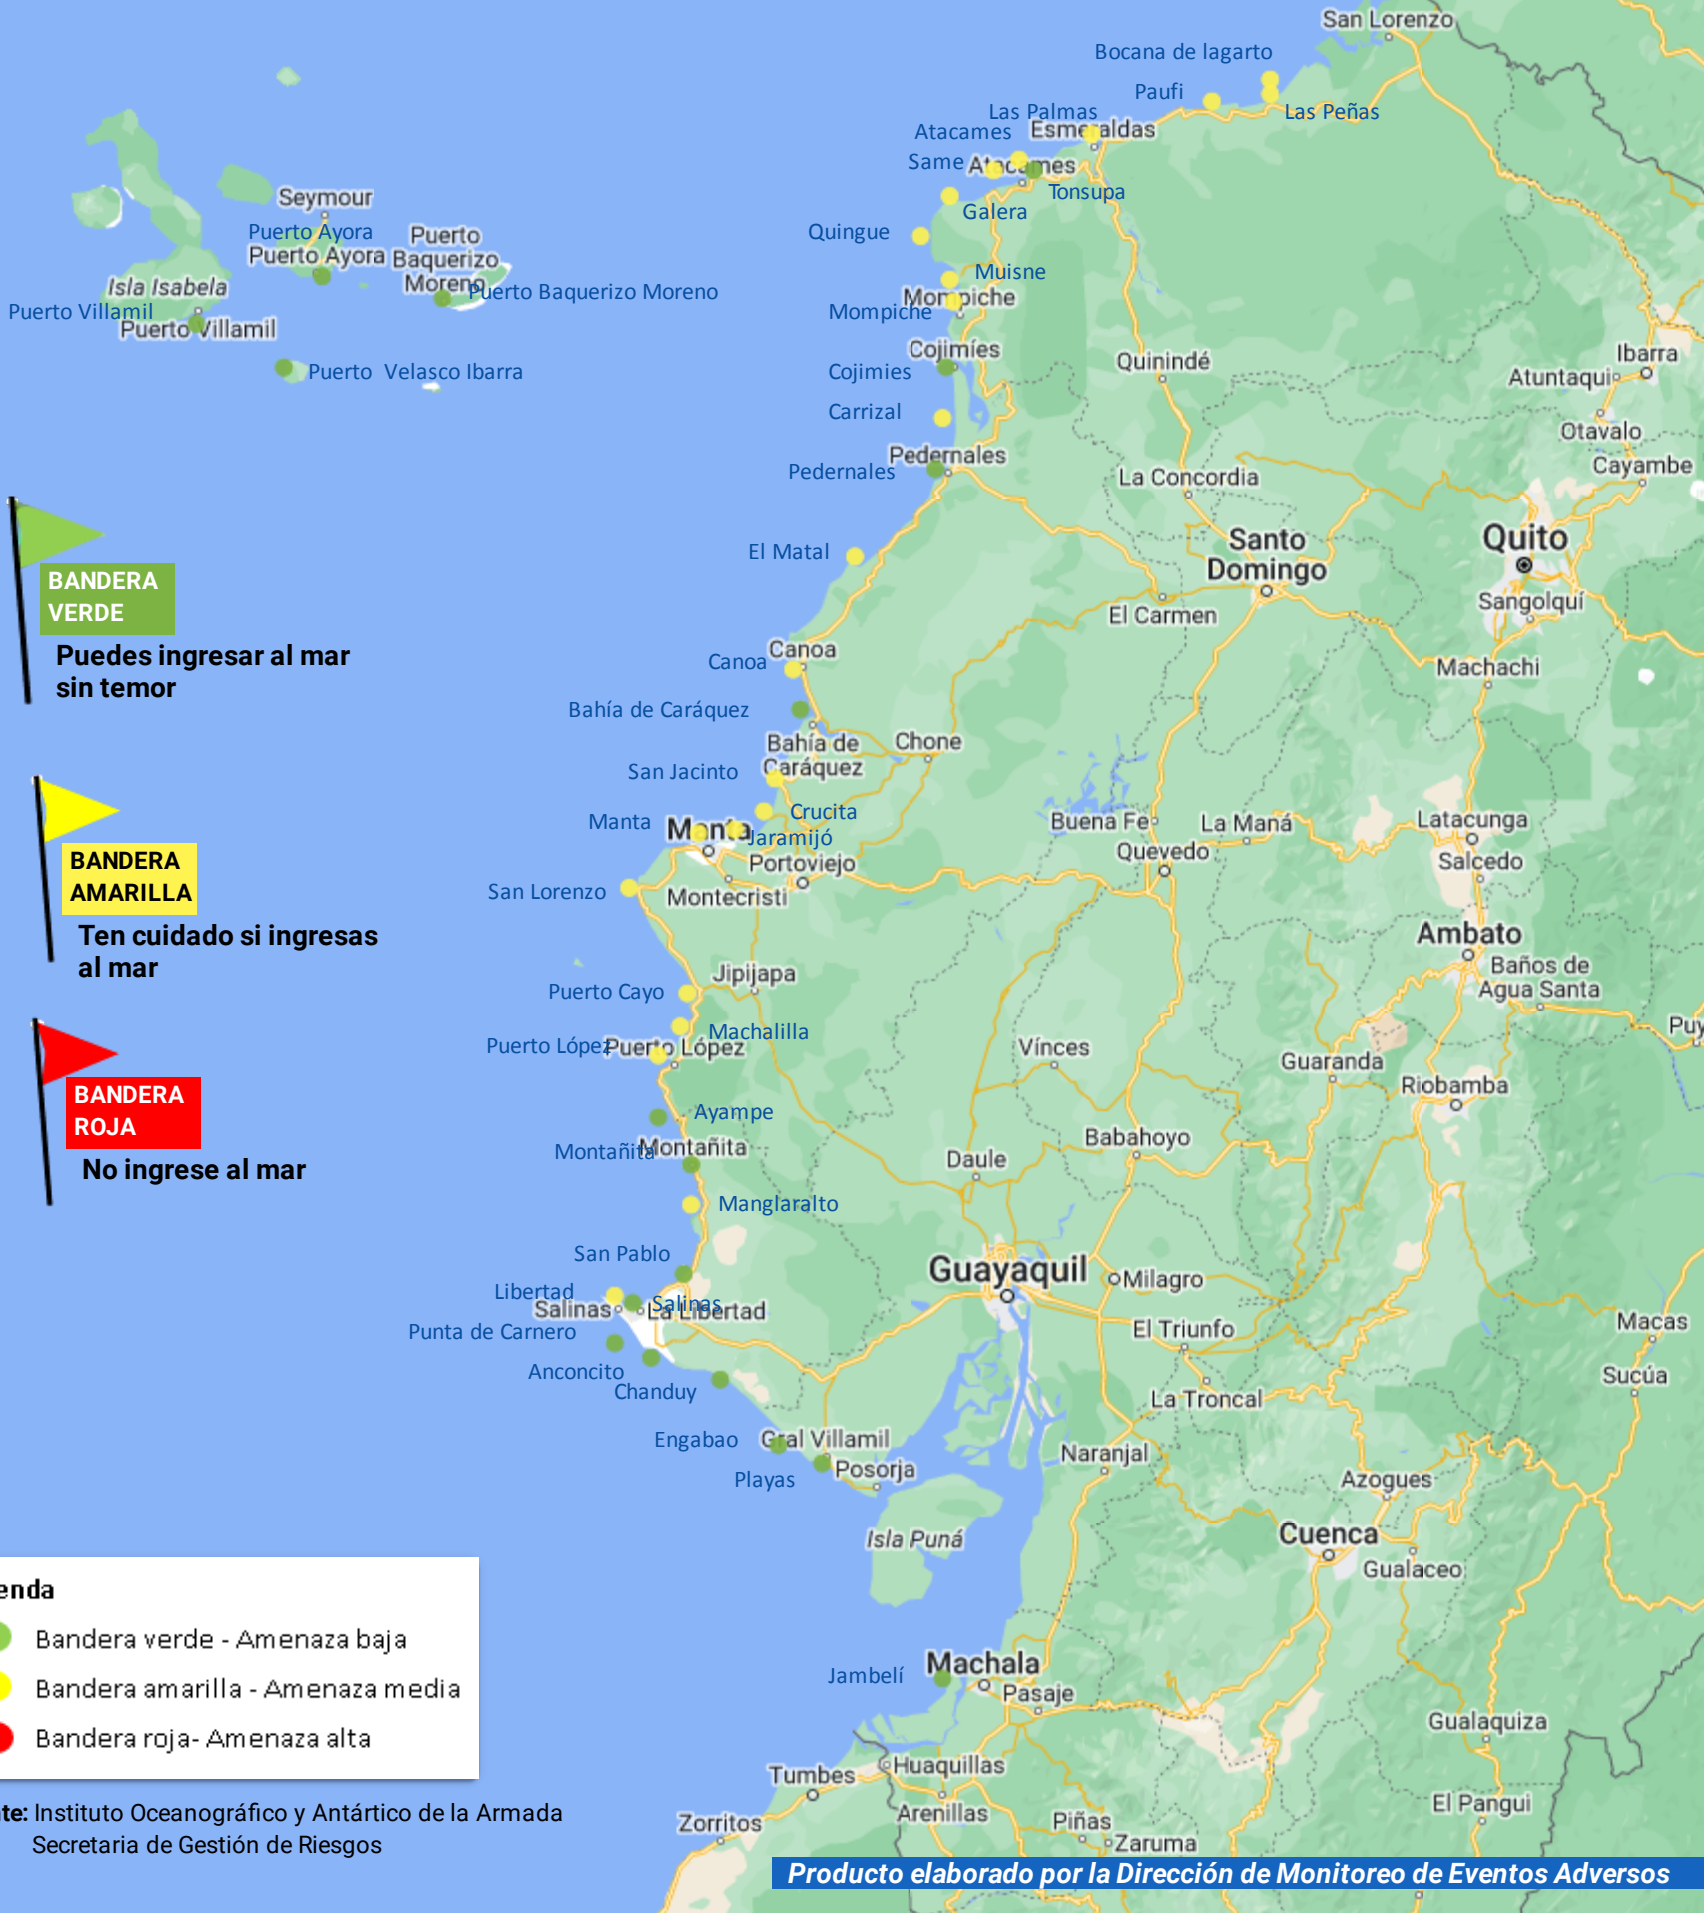 San Lorenzo
Bocana de lagarto
Paufi
Las Peñas
Las Palmas
Atacames
Esmeraldas
Same
Atacames
Tonsupa
Galera
Quingue
Muisne
Mompiche
Mompiche
Cojimíes
Cojimies
Carrizal
Pedernales
Pedernales
El Matal
Canoa
Canoa
Bahía de Caráquez
Bahía de
Caráquez
Chone
San Jacinto
Crucita
Manta
Manta
Jaramijó
Portoviejo
Montecristi
San Lorenzo
Jipijapa
Puerto Cayo
Machalilla
Puerto López
Puerto López
Ayampe
Montañita
Montañita
Manglaralto
San Pablo
Libertad
Salinas
Salinas
La Libertad
Punta de Carnero
Anconcito
Chanduy
Engabao
Gral Villamil
Playas
Posorja
Isla Puná
Jambelí
Machala
Pasaje
Huaquillas
Tumbes
Zorritos
Arenillas
Piñas
Zaruma
Seymour
Puerto Ayora
Puerto Ayora
Puerto
Baquerizo
Moreno
Puerto Baquerizo Moreno
Isla Isabela
Puerto Villamil
Puerto Villamil
Puerto Velasco Ibarra
BANDERA
VERDE
Puedes ingresar al mar
sin temor
BANDERA
AMARILLA
Ten cuidado si ingresas
al mar
BANDERA
ROJA
No ingrese al mar
Quinindé
Ibarra
Atuntaqui
Otavalo
Cayambe
La Concordia
Santo
Domingo
Quito
Sangolquí
El Carmen
Machachi
Buena Fe
La Maná
Quevedo
Latacunga
Salcedo
Ambato
Baños de
Agua Santa
Puy
Vínces
Guaranda
Riobamba
Babahoyo
Daule
Guayaquil
Milagro
El Triunfo
Macas
Sucúa
La Troncal
Naranjal
Azogues
Cuenca
Gualaceo
Gualaquiza
El Pangui
enda
Bandera verde - Amenaza baja
Bandera amarilla - Amenaza media
Bandera roja- Amenaza alta
te: Instituto Oceanográfico y Antártico de la Armada
Secretaria de Gestión de Riesgos
Producto elaborado por la Dirección de Monitoreo de Eventos Adversos